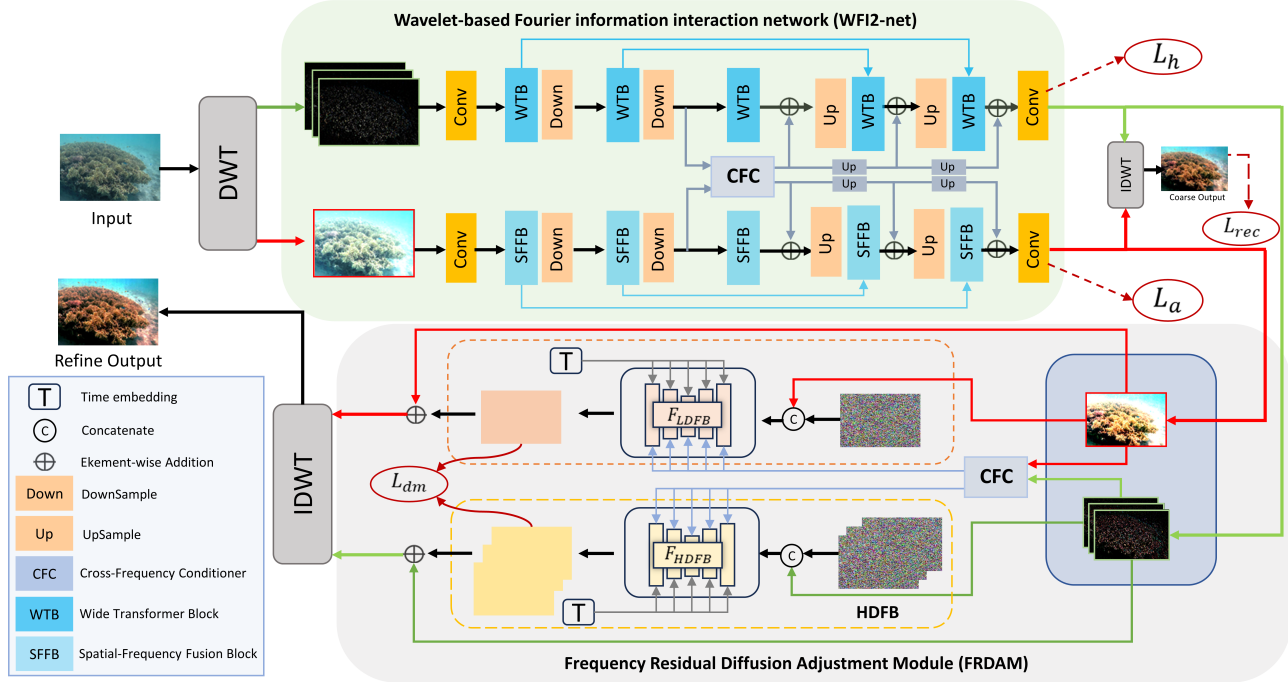 Wavelet-based Fourier information interaction network (WFI2-net)
L_h
Conv
WTB
Down
WTB
Down
WTB
Up
WTB
Up
WTB
Conv
DWT
Input
CFC
Up
Up
Up
Up
IDWT
Coarse Output
L_rec
Conv
SFFB
Down
SFFB
Down
SFFB
Up
SFFB
Up
SFFB
Conv
L_a
Refine Output
T
Time embedding
C
Concatenate
Ekement-wise Addition
Down
DownSample
Up
UpSample
CFC
Cross-Frequency Conditioner
WTB
Wide Transformer Block
SFFB
Spatial-Frequency Fusion Block
IDWT
T
F_LDFB
C
L_dm
CFC
F_HDFB
C
T
HDFB
Frequency Residual Diffusion Adjustment Module (FRDAM)